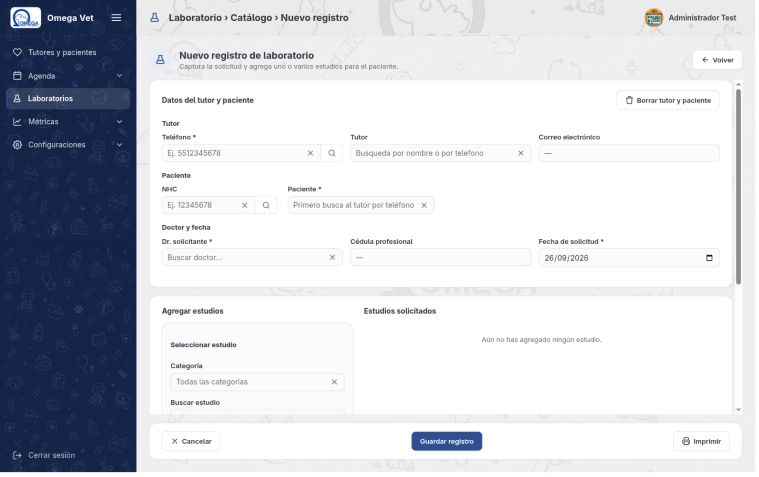 OMEGA
Omega Vet
Laboratorio › Catálogo › Nuevo registro
Administrador Test
Tutores y pacientes
Agenda
Laboratorios
Métricas
Configuraciones
Cerrar sesión
Nuevo registro de laboratorio
Captura la solicitud y agrega uno o varios estudios para el paciente.
← Volver
Datos del tutor y paciente
Borrar tutor y paciente
Tutor
Teléfono * Tutor Correo electrónico
Ej. 5512345678 Busqueda por nombre o por telefono —
Paciente
NHC Paciente *
Ej. 12345678 Primero busca al tutor por teléfono
Doctor y fecha
Dr. solicitante * Cédula profesional Fecha de solicitud *
Buscar doctor... — 26/09/2026
OMEGA
Agregar estudios Estudios solicitados
Seleccionar estudio
Aún no has agregado ningún estudio.
Categoría
Todas las categorías
Buscar estudio
Cancelar
Guardar registro
Imprimir